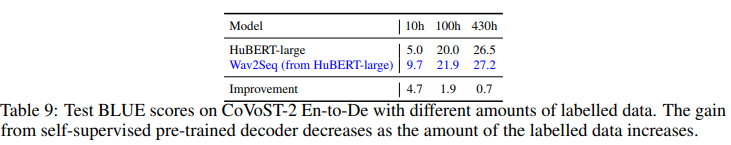 Model 10h 100h 430h
HuBERT-large 5.0 20.0 26.5
Wav2Seq (from HuBERT-large) 9.7 21.9 27.2
Improvement 4.7 1.9 0.7
Table 9: Test BLUE scores on CoVoST-2 En-to-De with different amounts of labelled data. The gain
from self-supervised pre-trained decoder decreases as the amount of the labelled data increases.